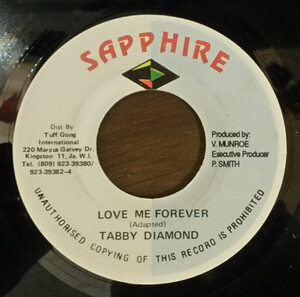 SAPPHIRE
Dist By
Tuff Gong
International
220 Marcus Garvey Dr.
Kingston 11, Ja. W.I.
Tel. (809) 923-39380/
923-39382-4
Produced by:
V. MUNROE
Executive Producer
P. SMITH
LOVE ME FOREVER
(Adapted)
TABBY DIAMOND
UNAUTHORISED COPYING OF THIS RECORD IS PROHIBITED